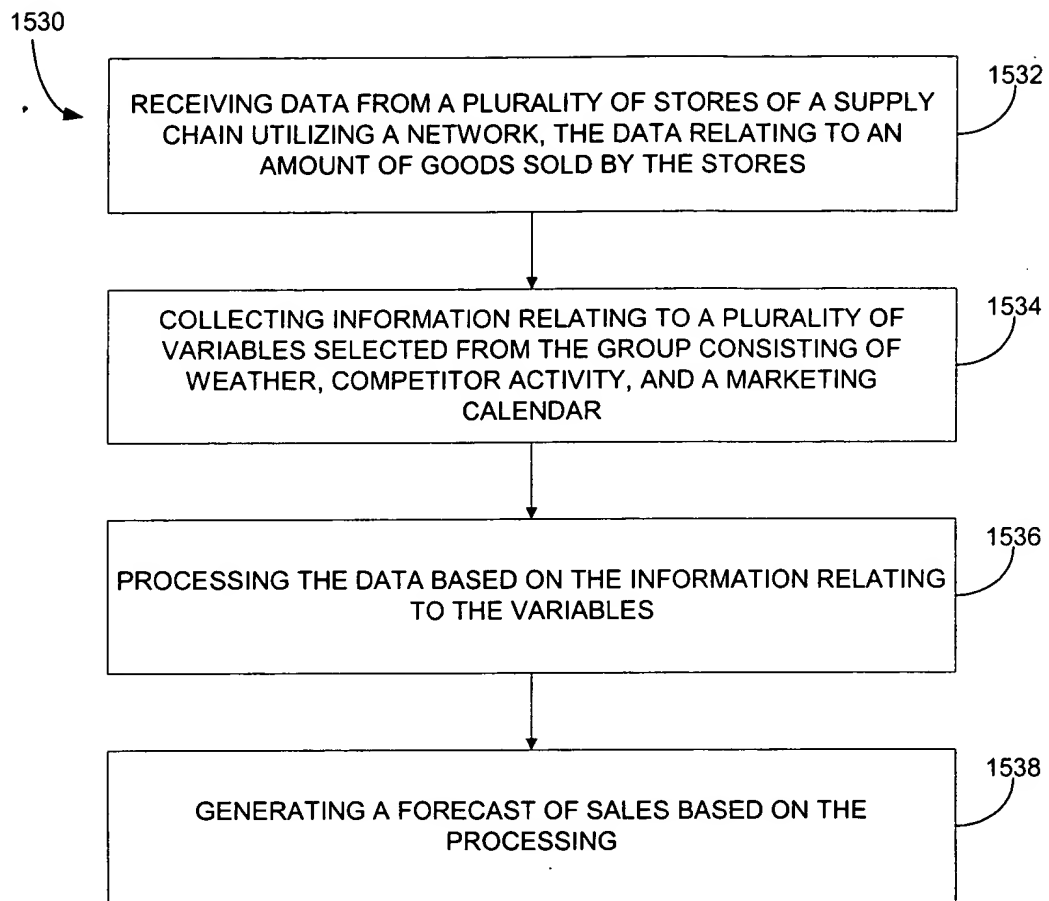 1530
1532
RECEIVING DATA FROM A PLURALITY OF STORES OF A SUPPLY
CHAIN UTILIZING A NETWORK, THE DATA RELATING TO AN
AMOUNT OF GOODS SOLD BY THE STORES
1534
COLLECTING INFORMATION RELATING TO A PLURALITY OF
VARIABLES SELECTED FROM THE GROUP CONSISTING OF
WEATHER, COMPETITOR ACTIVITY, AND A MARKETING
CALENDAR
1536
PROCESSING THE DATA BASED ON THE INFORMATION RELATING
TO THE VARIABLES
1538
GENERATING A FORECAST OF SALES BASED ON THE
PROCESSING